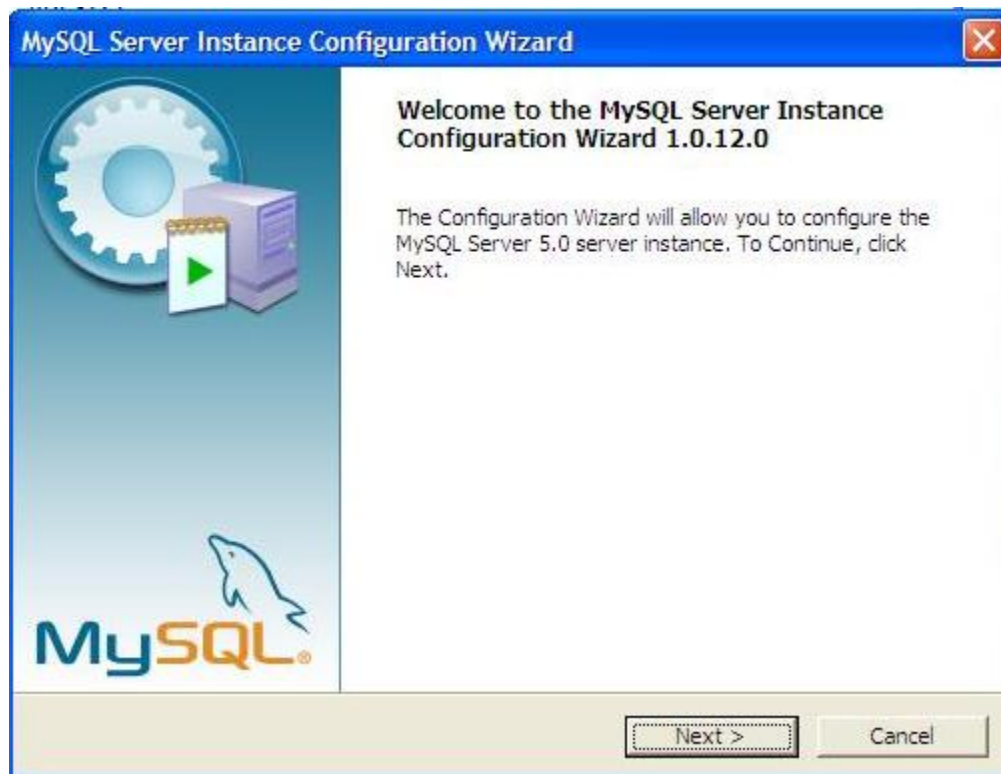 MySQL Server Instance Configuration Wizard
Welcome to the MySQL Server Instance
Configuration Wizard 1.0.12.0
The Configuration Wizard will allow you to configure the
MySQL Server 5.0 server instance. To Continue, click
Next.
MySQL®
Next >
Cancel